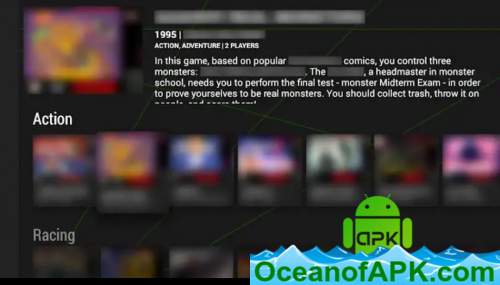 1995 |
ACTION, ADVENTURE | 2 PLAYERS
In this game, based on popular comics, you control three
monsters: . The , a headmaster in monster
school, needs you to perform the final test - monster Midterm Exam - in order
to prove yourselves to be real monsters. You should collect trash, throw it on
Action
Racing
APK
OceanofAPK.com